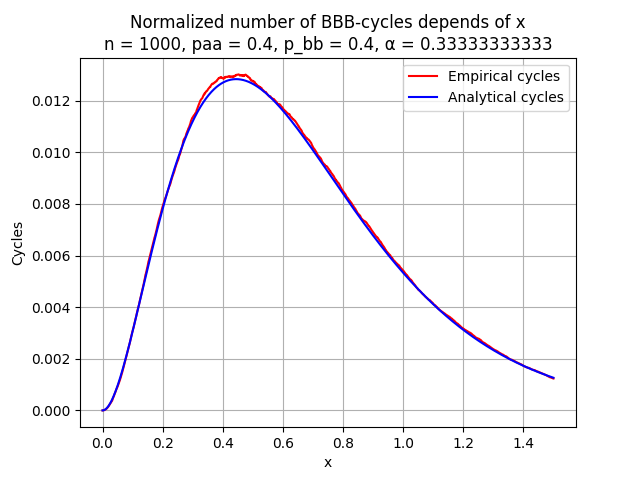 Normalized number of BBB-cycles depends of x
n = 1000, paa = 0.4, p_bb = 0.4, α = 0.33333333333
Empirical cycles
Analytical cycles
Cycles
0.012
0.010
0.008
0.006
0.004
0.002
0.000
0.0 0.2 0.4 0.6 0.8 1.0 1.2 1.4
x